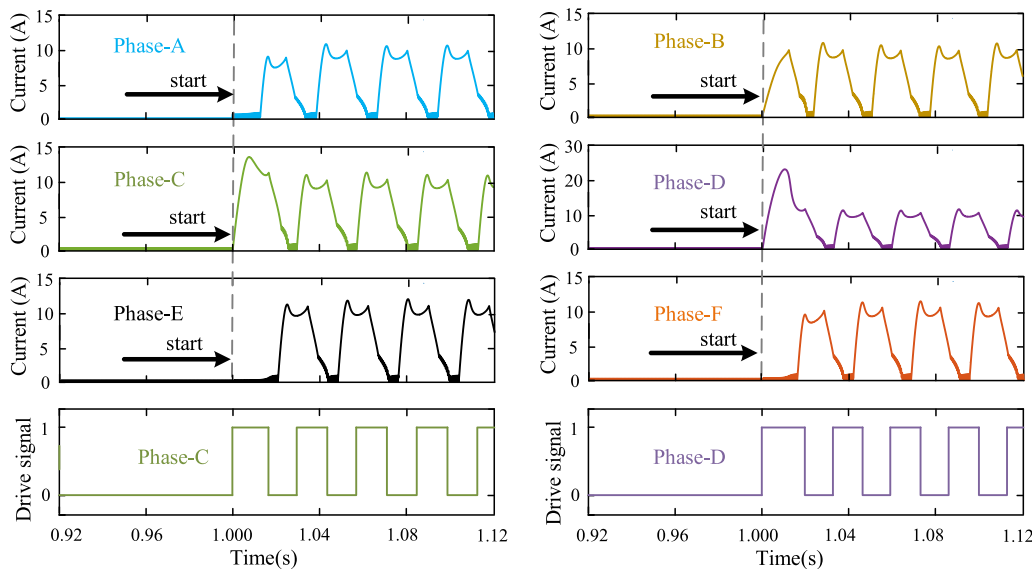 Current (A)
15
10
5
0
Phase-A
start
Current (A)
15
10
5
0
Phase-B
start
Current (A)
15
10
5
0
Phase-C
start
Current (A)
30
20
10
0
Phase-D
start
Current (A)
15
10
5
0
Phase-E
start
Current (A)
15
10
5
0
Phase-F
start
Drive signal
1
0
Phase-C
0.92 0.96 1.000 1.04 1.08 1.12
Time(s)
Drive signal
1
0
Phase-D
0.92 0.96 1.000 1.04 1.08 1.12
Time(s)